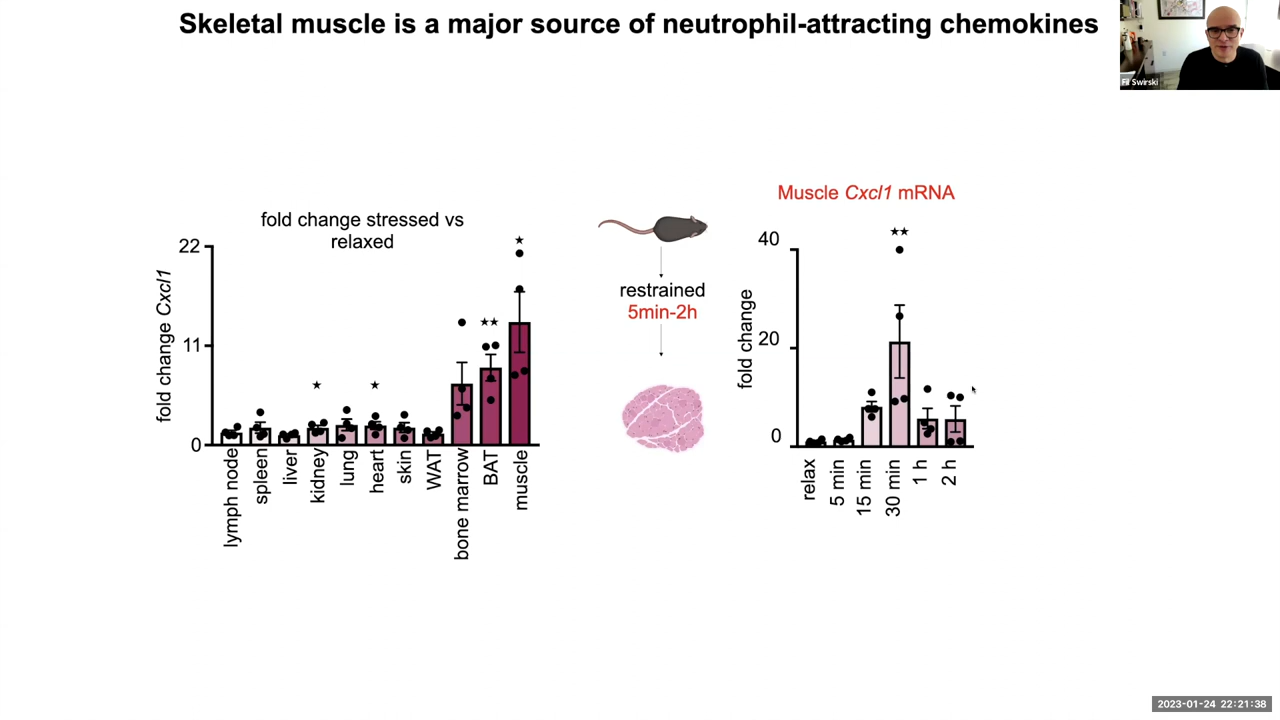 Skeletal muscle is a major source of neutrophil-attracting chemokines
Fil Swirski
fold change stressed vs
relaxed
fold change Cxcl1
22
11
0
★
★
★★
★
lymph node
spleen
liver
kidney
lung
heart
skin
WAT
bone marrow
BAT
muscle
restrained
5min-2h
Muscle Cxcl1 mRNA
fold change
40
20
0
★★
relax
5 min
15 min
30 min
1 h
2 h
2023-01-24 22:21:38